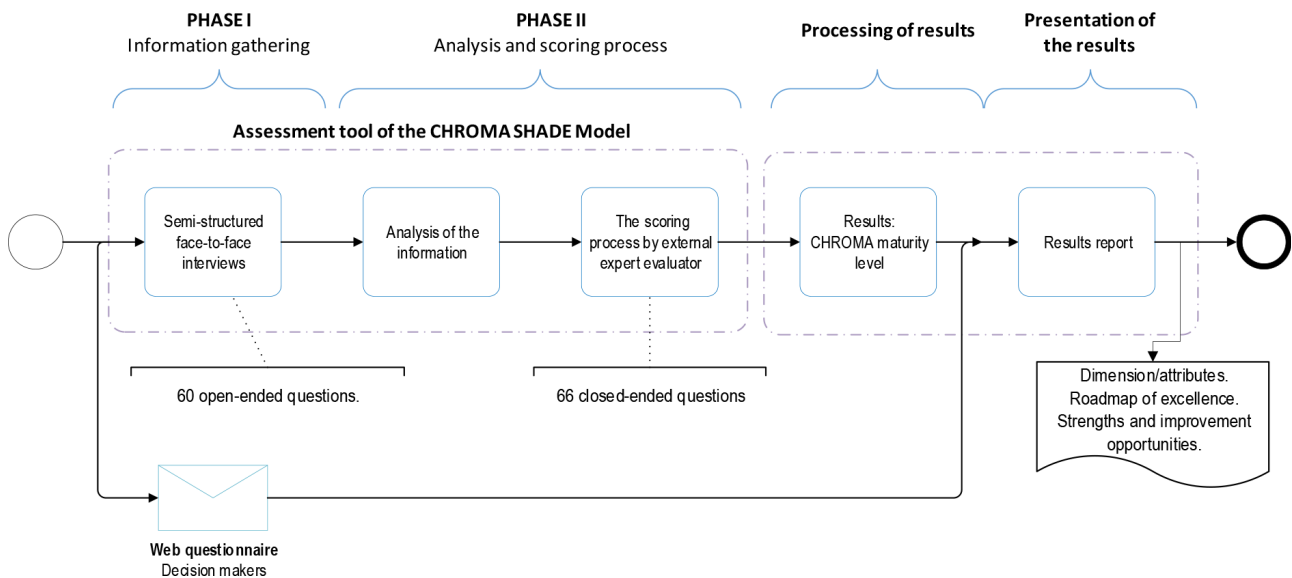 PHASE I
Information gathering
PHASE II
Analysis and scoring process
Processing of results
Presentation of
the results
Assessment tool of the CHROMA SHADE Model
Semi-structured
face-to-face
interviews
Analysis of the
information
The scoring
process by external
expert evaluator
Results:
CHROMA maturity
level
Results report
60 open-ended questions.
66 closed-ended questions
Dimension/attributes.
Roadmap of excellence.
Strengths and improvement
opportunities.
Web questionnaire
Decision makers